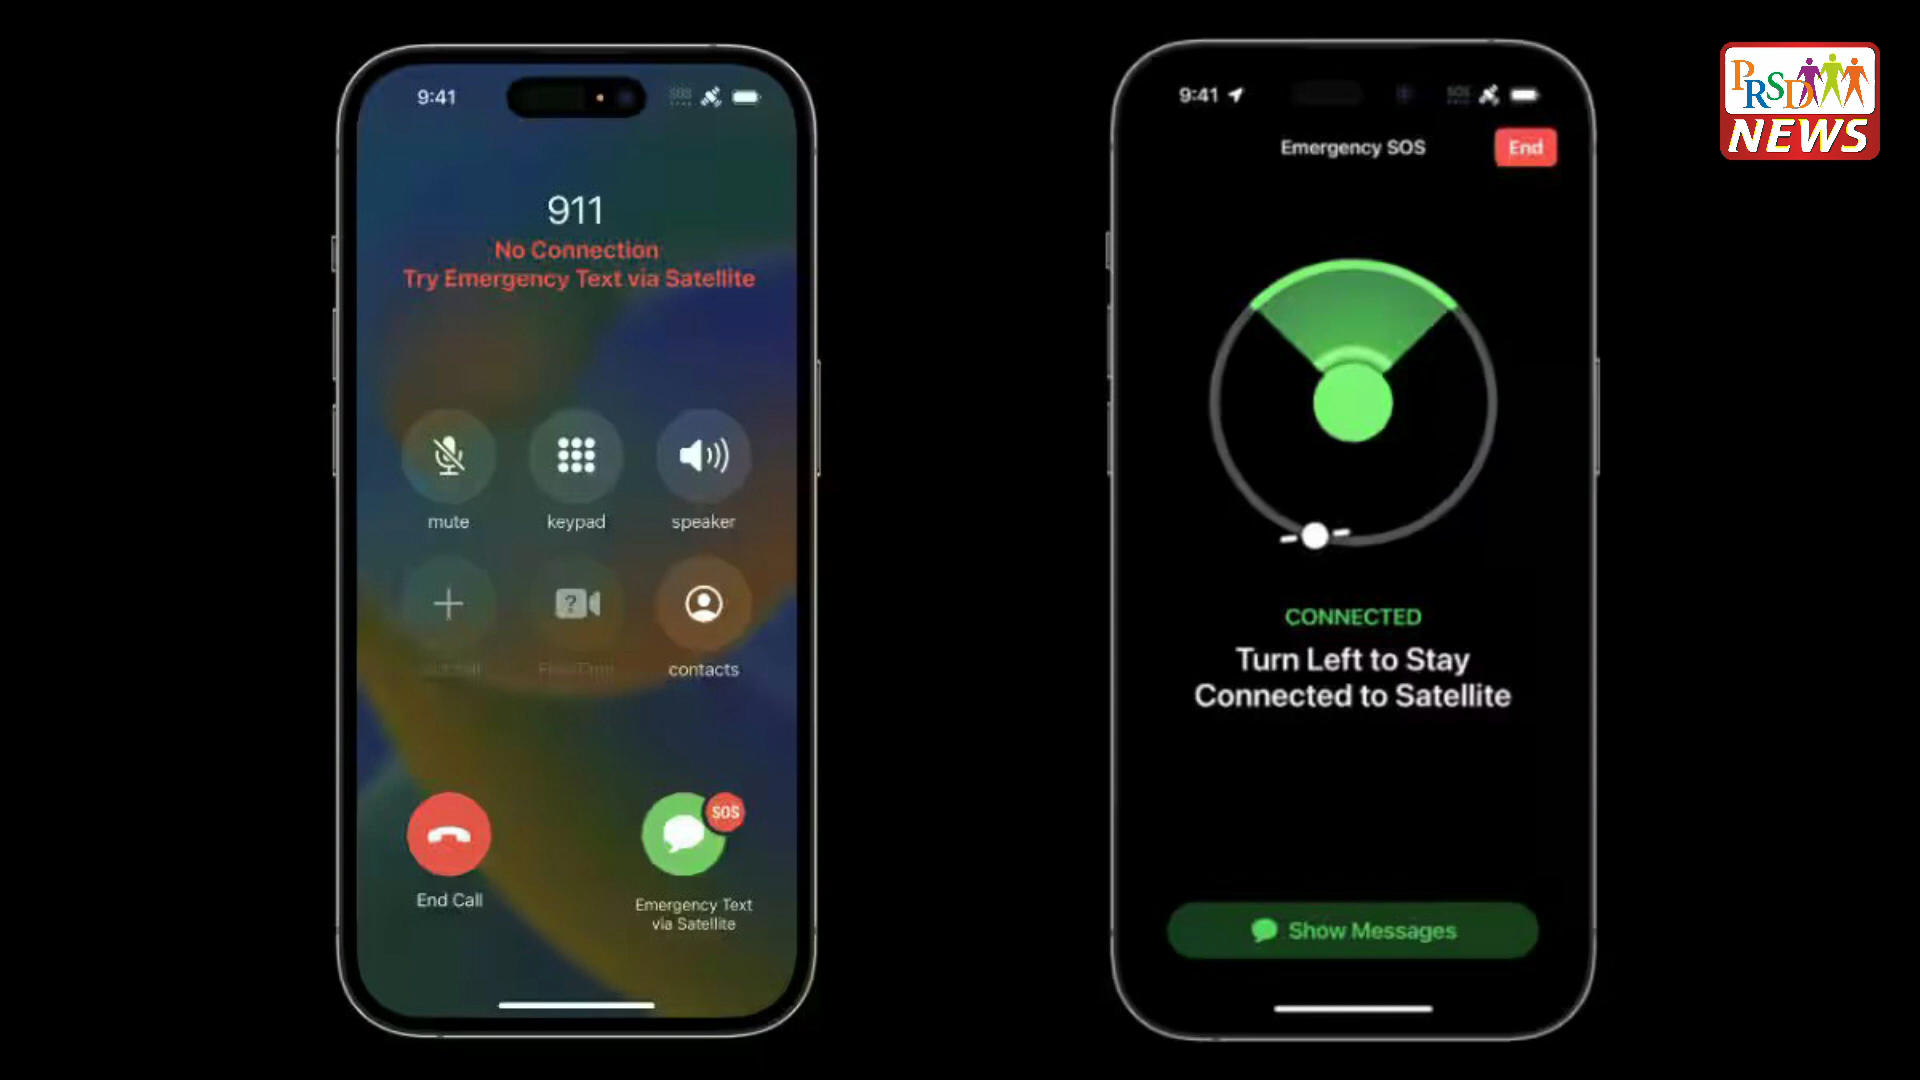 9:41
SOS
911
No Connection
Try Emergency Text via Satellite
mute
keypad
speaker
contacts
End Call
SOS
Emergency Text
via Satellite
9:41
SOS
Emergency SOS
End
CONNECTED
Turn Left to Stay
Connected to Satellite
Show Messages
PRSD
NEWS